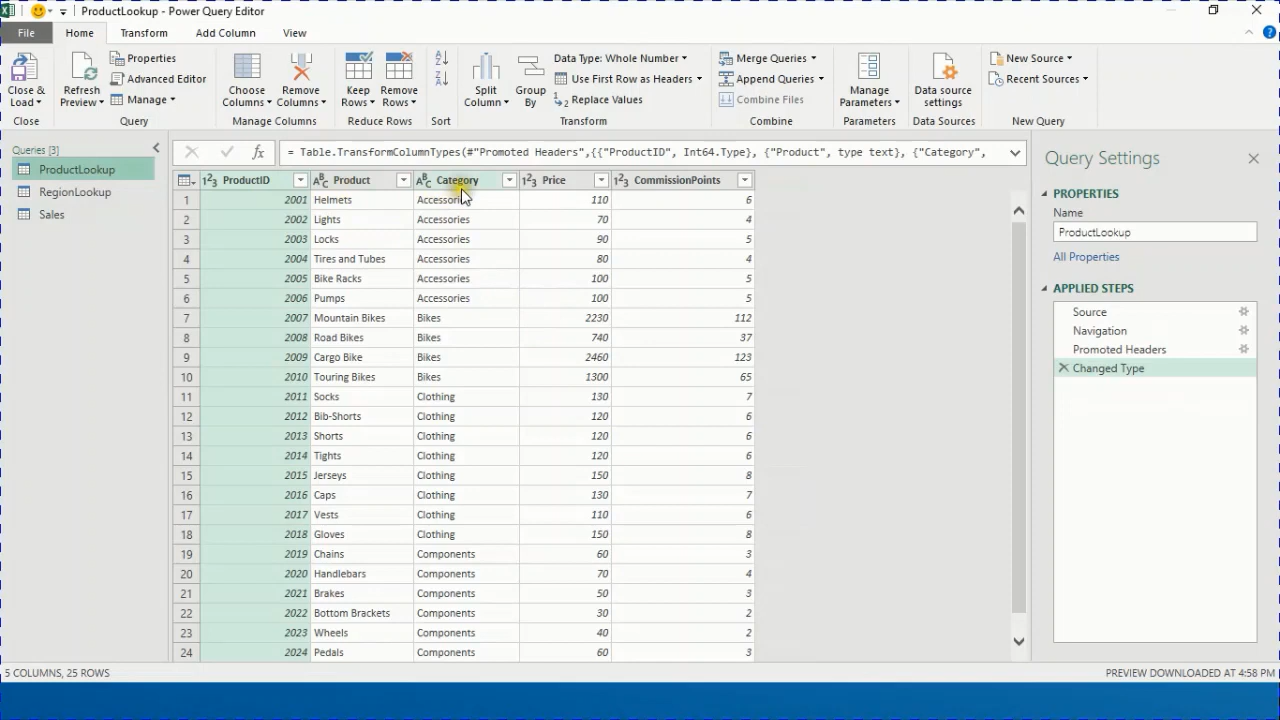 ProductLookup - Power Query Editor
File Home Transform Add Column View
Close & Load
Close
Refresh Preview
Properties
Advanced Editor
Manage
Query
Choose Columns
Remove Columns
Manage Columns
Keep Rows
Remove Rows
Reduce Rows
Sort
Split Column
Group By
Data Type: Whole Number
Use First Row as Headers
Replace Values
Transform
Merge Queries
Append Queries
Combine Files
Combine
Manage Parameters
Parameters
Data source settings
Data Sources
New Source
Recent Sources
New Query
Queries [3]
ProductLookup
RegionLookup
Sales
= Table.TransformColumnTypes(#"Promoted Headers",{{"ProductID", Int64.Type}, {"Product", type text}, {"Category",
ProductID Product Category Price CommissionPoints
1 2001 Helmets Accessories 110 6
2 2002 Lights Accessories 70 4
3 2003 Locks Accessories 90 5
4 2004 Tires and Tubes Accessories 80 4
5 2005 Bike Racks Accessories 100 5
6 2006 Pumps Accessories 100 5
7 2007 Mountain Bikes Bikes 2230 112
8 2008 Road Bikes Bikes 740 37
9 2009 Cargo Bike Bikes 2460 123
10 2010 Touring Bikes Bikes 1300 65
11 2011 Socks Clothing 130 7
12 2012 Bib-Shorts Clothing 120 6
13 2013 Shorts Clothing 120 6
14 2014 Tights Clothing 120 6
15 2015 Jerseys Clothing 150 8
16 2016 Caps Clothing 130 7
17 2017 Vests Clothing 110 6
18 2018 Gloves Clothing 150 8
19 2019 Chains Components 60 3
20 2020 Handlebars Components 70 4
21 2021 Brakes Components 50 3
22 2022 Bottom Brackets Components 30 2
23 2023 Wheels Components 40 2
24 2024 Pedals Components 60 3
Query Settings
PROPERTIES
Name
ProductLookup
All Properties
APPLIED STEPS
Source
Navigation
Promoted Headers
Changed Type
5 COLUMNS, 25 ROWS
PREVIEW DOWNLOADED AT 4:58 PM